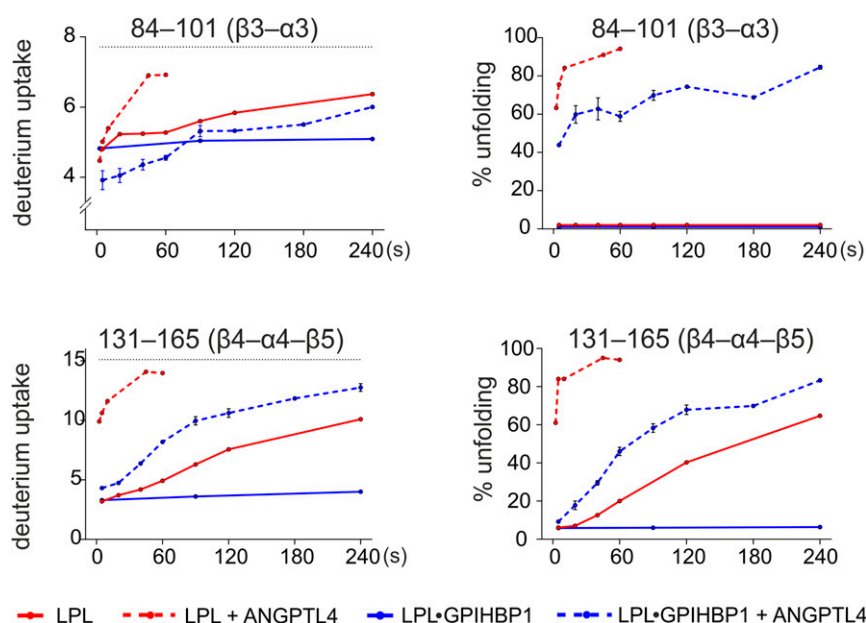 84–101 (β3–α3)
deuterium uptake
8
6
4
0 60 120 180 240 (s)
84–101 (β3–α3)
% unfolding
100
80
60
40
20
0
0 60 120 180 240 (s)
131–165 (β4–α4–β5)
deuterium uptake
15
10
5
0
0 60 120 180 240 (s)
131–165 (β4–α4–β5)
% unfolding
100
80
60
40
20
0
0 60 120 180 240 (s)
LPL LPL + ANGPTL4 LPL•GPIHBP1 LPL•GPIHBP1 + ANGPTL4